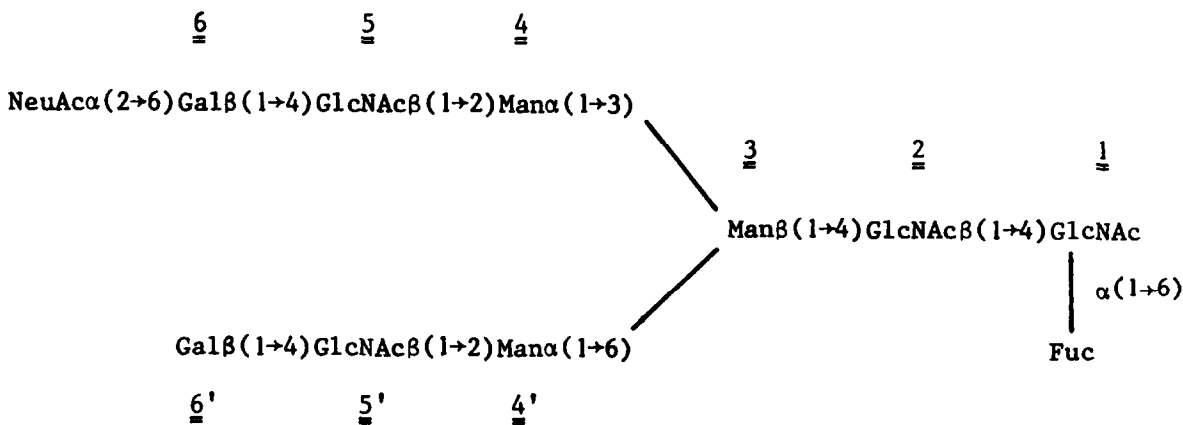 6 5 4
NeuAcα(2→6)Galβ(1→4)GlcNAcβ(1→2)Manα(1→3)
3 2 1
Manβ(1→4)GlcNAcβ(1→4)GlcNAc
α(1→6)
Galβ(1→4)GlcNAcβ(1→2)Manα(1→6)
Fuc
6' 5' 4'